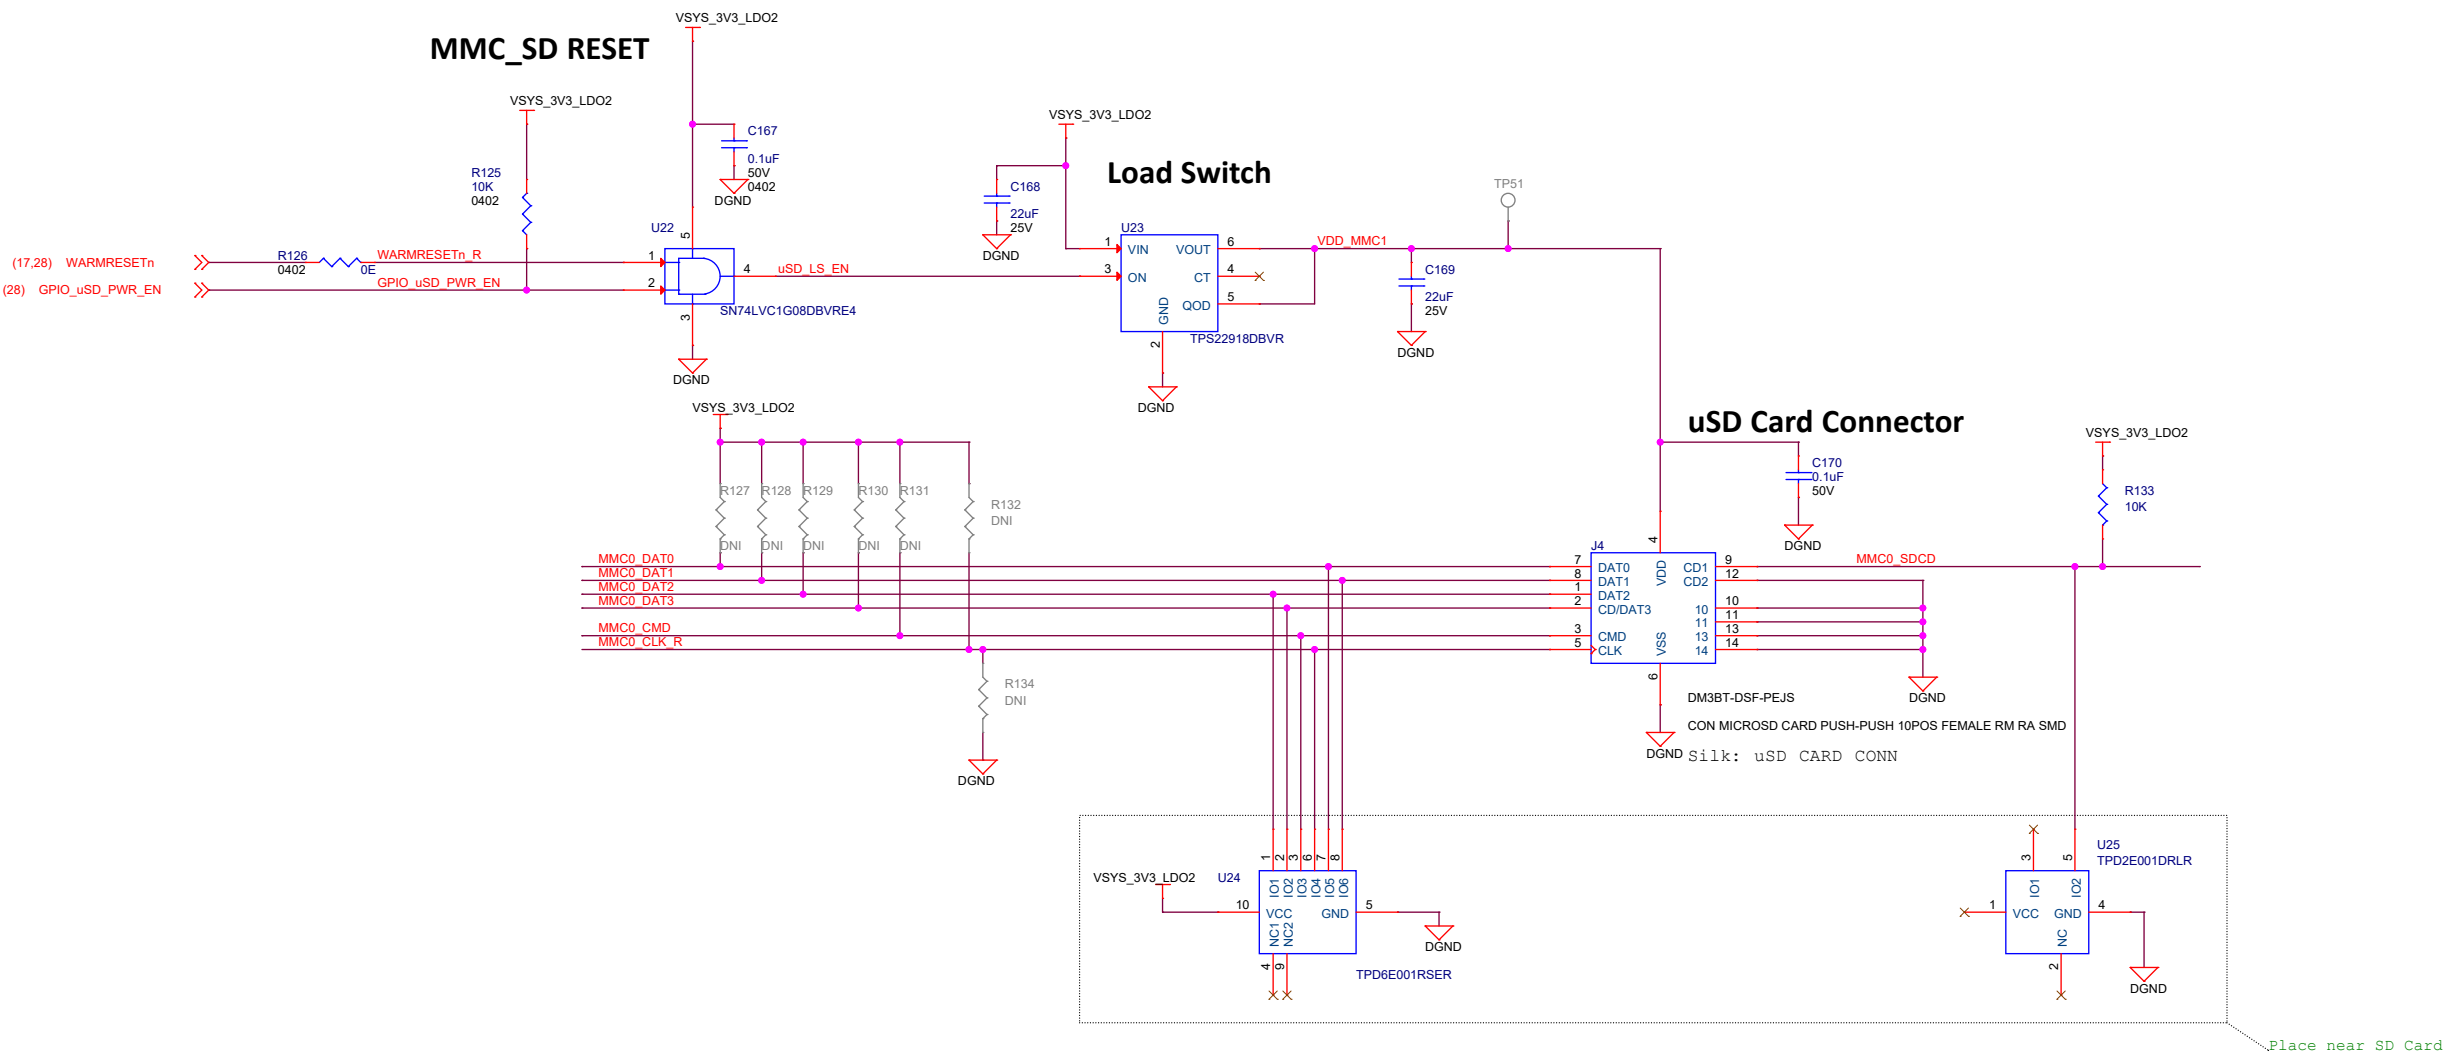 VSYS_3V3_LDO2
MMC_SD RESET
VSYS_3V3_LDO2
C167
0.1uF
50V
0402
DGND
R125
10K
0402
U22
5
(17,28) WARMRESETn
R126
0402
0E
WARMRESETn_R
1
(28) GPIO_uSD_PWR_EN
GPIO_uSD_PWR_EN
2
4
uSD_LS_EN
3
SN74LVC1G08DBVRE4
DGND
VSYS_3V3_LDO2
Load Switch
C168
22uF
25V
DGND
U23
1
VIN
VOUT
6
3
ON
CT
4
QOD
5
GND
2
TPS22918DBVR
DGND
VDD_MMC1
TP51
C169
22uF
25V
DGND
VSYS_3V3_LDO2
R127
R128
R129
R130
R131
R132
DNI
DNI
DNI
DNI
DNI
DNI
MMC0_DAT0
MMC0_DAT1
MMC0_DAT2
MMC0_DAT3
MMC0_CMD
MMC0_CLK_R
R134
DNI
DGND
uSD Card Connector
C170
0.1uF
50V
DGND
VSYS_3V3_LDO2
R133
10K
J4
4
VDD
7
DAT0
CD1
9
MMC0_SDCD
8
DAT1
CD2
12
1
DAT2
2
CD/DAT3
10
10
11
11
3
CMD
13
13
5
CLK
14
14
VSS
6
DGND
DGND
DM3BT-DSF-PEJS
CON MICROSD CARD PUSH-PUSH 10POS FEMALE RM RA SMD
Silk: uSD CARD CONN
VSYS_3V3_LDO2
U24
1
2
3
6
7
8
IO1
IO2
IO3
IO4
IO5
IO6
10
VCC
GND
5
NC1
NC2
4
9
DGND
TPD6E001RSER
U25
TPD2E001DRLR
3
5
IO1
IO2
1
VCC
GND
4
NC
2
DGND
Place near SD Card